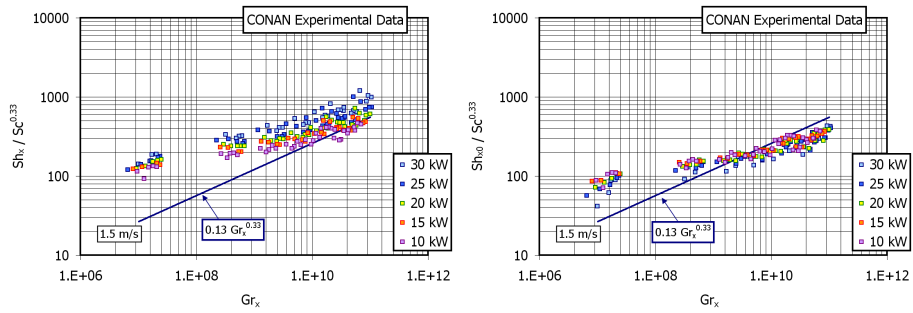 CONAN Experimental Data
10000
1000
100
10
Sh_x / Sc^0.33
30 kW
25 kW
20 kW
15 kW
10 kW
1.5 m/s
0.13 Gr_x^0.33
1.E+06
1.E+08
1.E+10
1.E+12
Gr_x
CONAN Experimental Data
10000
1000
100
10
Sh_x0 / Sc^0.33
30 kW
25 kW
20 kW
15 kW
10 kW
1.5 m/s
0.13 Gr_x^0.33
1.E+06
1.E+08
1.E+10
1.E+12
Gr_x